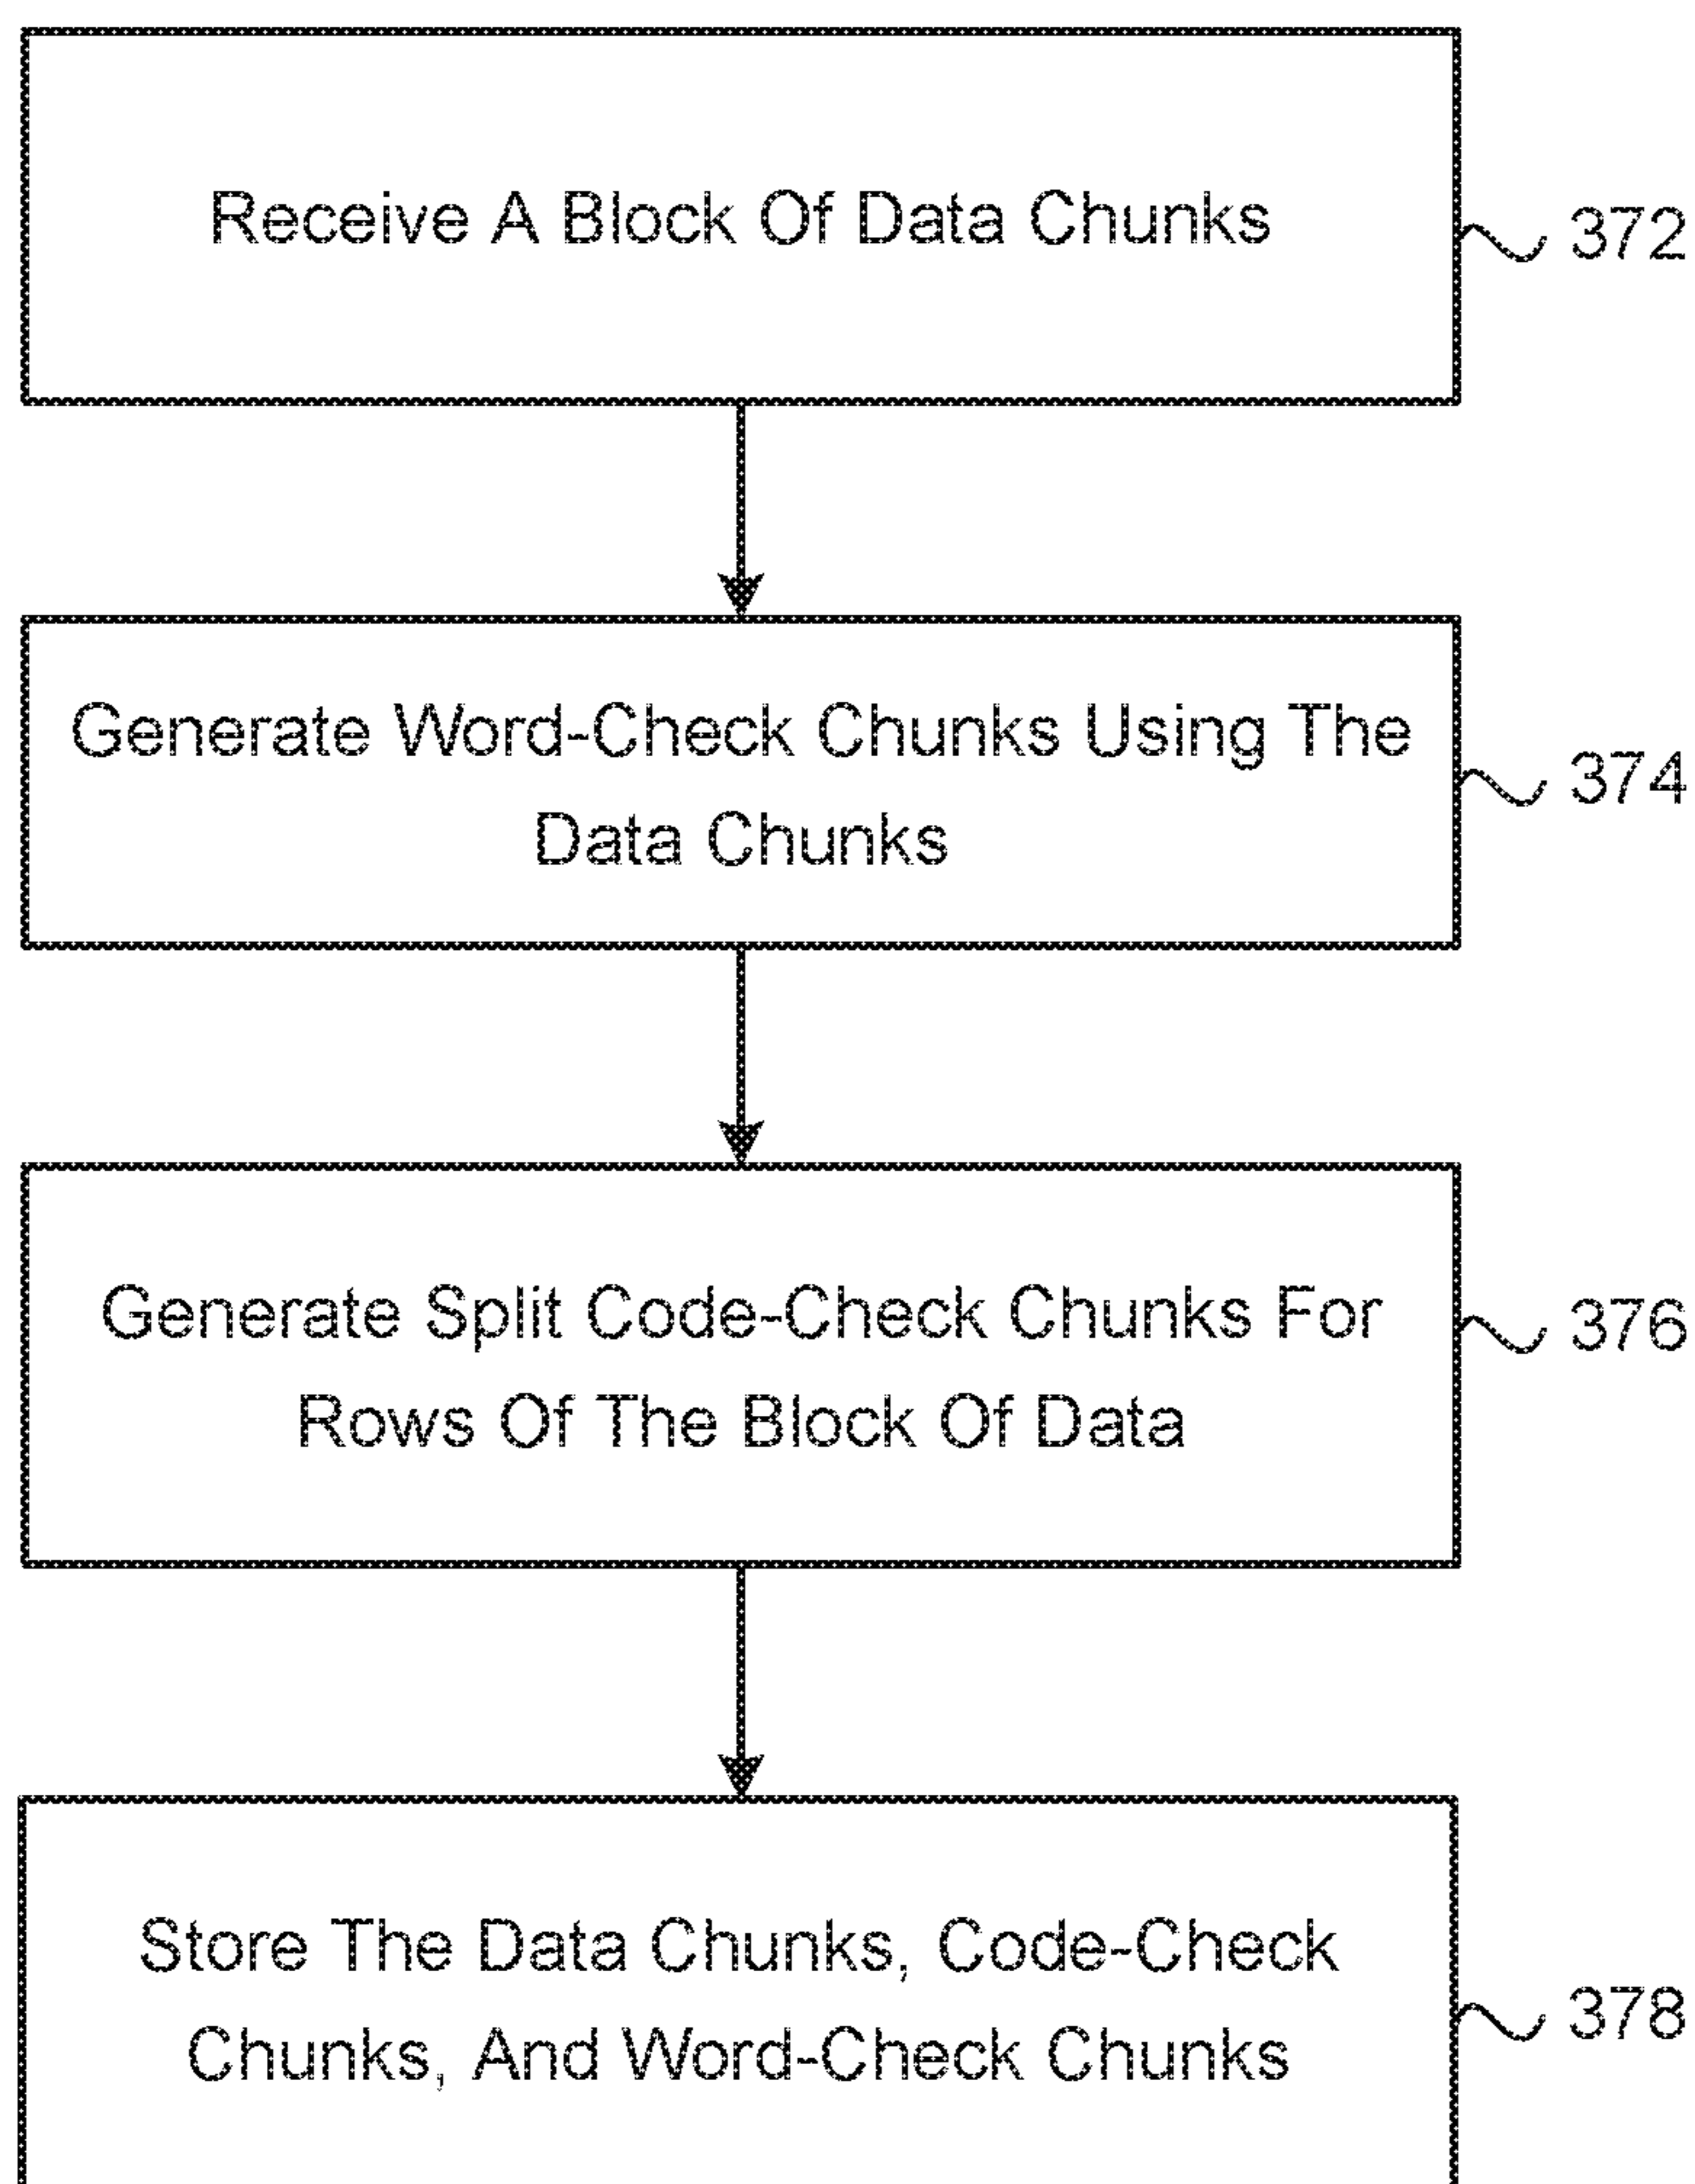 Receive A Block Of Data Chunks
372
Generate Word-Check Chunks Using The
Data Chunks
374
Generate Split Code-Check Chunks For
Rows Of The Block Of Data
376
Store The Data Chunks, Code-Check
Chunks, And Word-Check Chunks
378